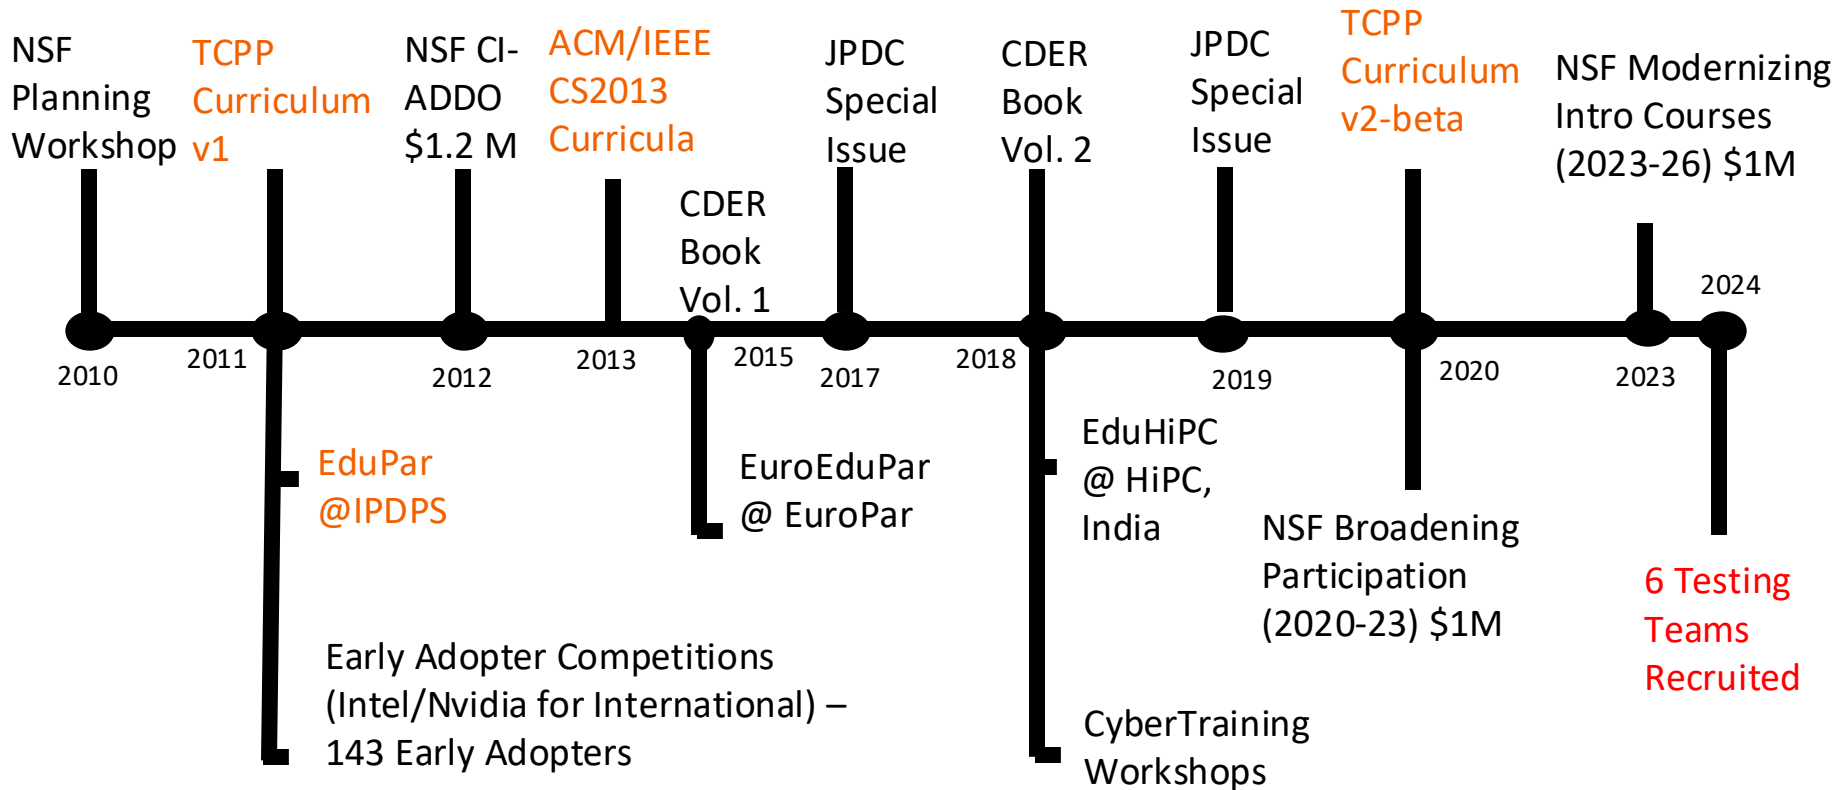 NSF
Planning
Workshop
TCPP
Curriculum
v1
NSF CI-
ADDO
$1.2 M
ACM/IEEE
CS2013
Curricula
CDER
Book
Vol. 1
JPDC
Special
Issue
CDER
Book
Vol. 2
JPDC
Special
Issue
TCPP
Curriculum
v2-beta
NSF Modernizing
Intro Courses
(2023-26) $1M
2010
2011
2012
2013
2015
2017
2018
2019
2020
2023
2024
EduPar
@IPDPS
Early Adopter Competitions
(Intel/Nvidia for International) –
143 Early Adopters
EuroEduPar
@ EuroPar
EduHiPC
@ HiPC,
India
CyberTraining
Workshops
NSF Broadening
Participation
(2020-23) $1M
6 Testing
Teams
Recruited